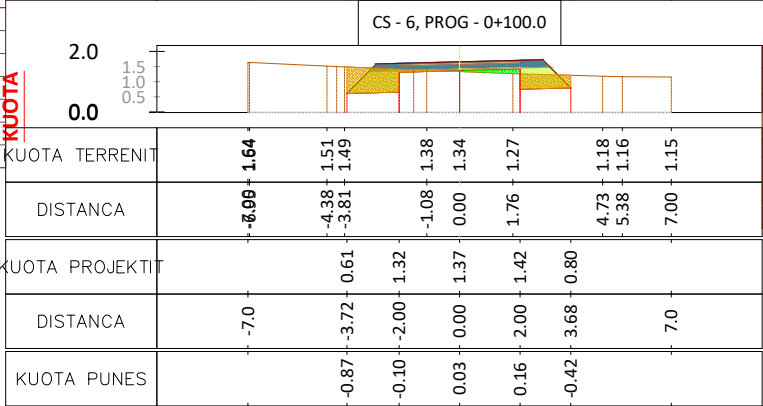 CS - 6, PROG - 0+100.0
KUOTA
2.0
1.5
1.0
0.5
0.0
KUOTA TERRENIT 1.64 1.51 1.49 1.38 1.34 1.27 1.18 1.16 1.15
DISTANCA -4.38 -3.81 -1.08 0.00 1.76 4.73 5.38 7.00
KUOTA PROJEKTIT 0.61 1.32 1.37 1.42 0.80
DISTANCA -7.0 -3.72 -2.00 0.00 2.00 3.68 7.0
KUOTA PUNES -0.87 -0.10 0.03 0.16 -0.42